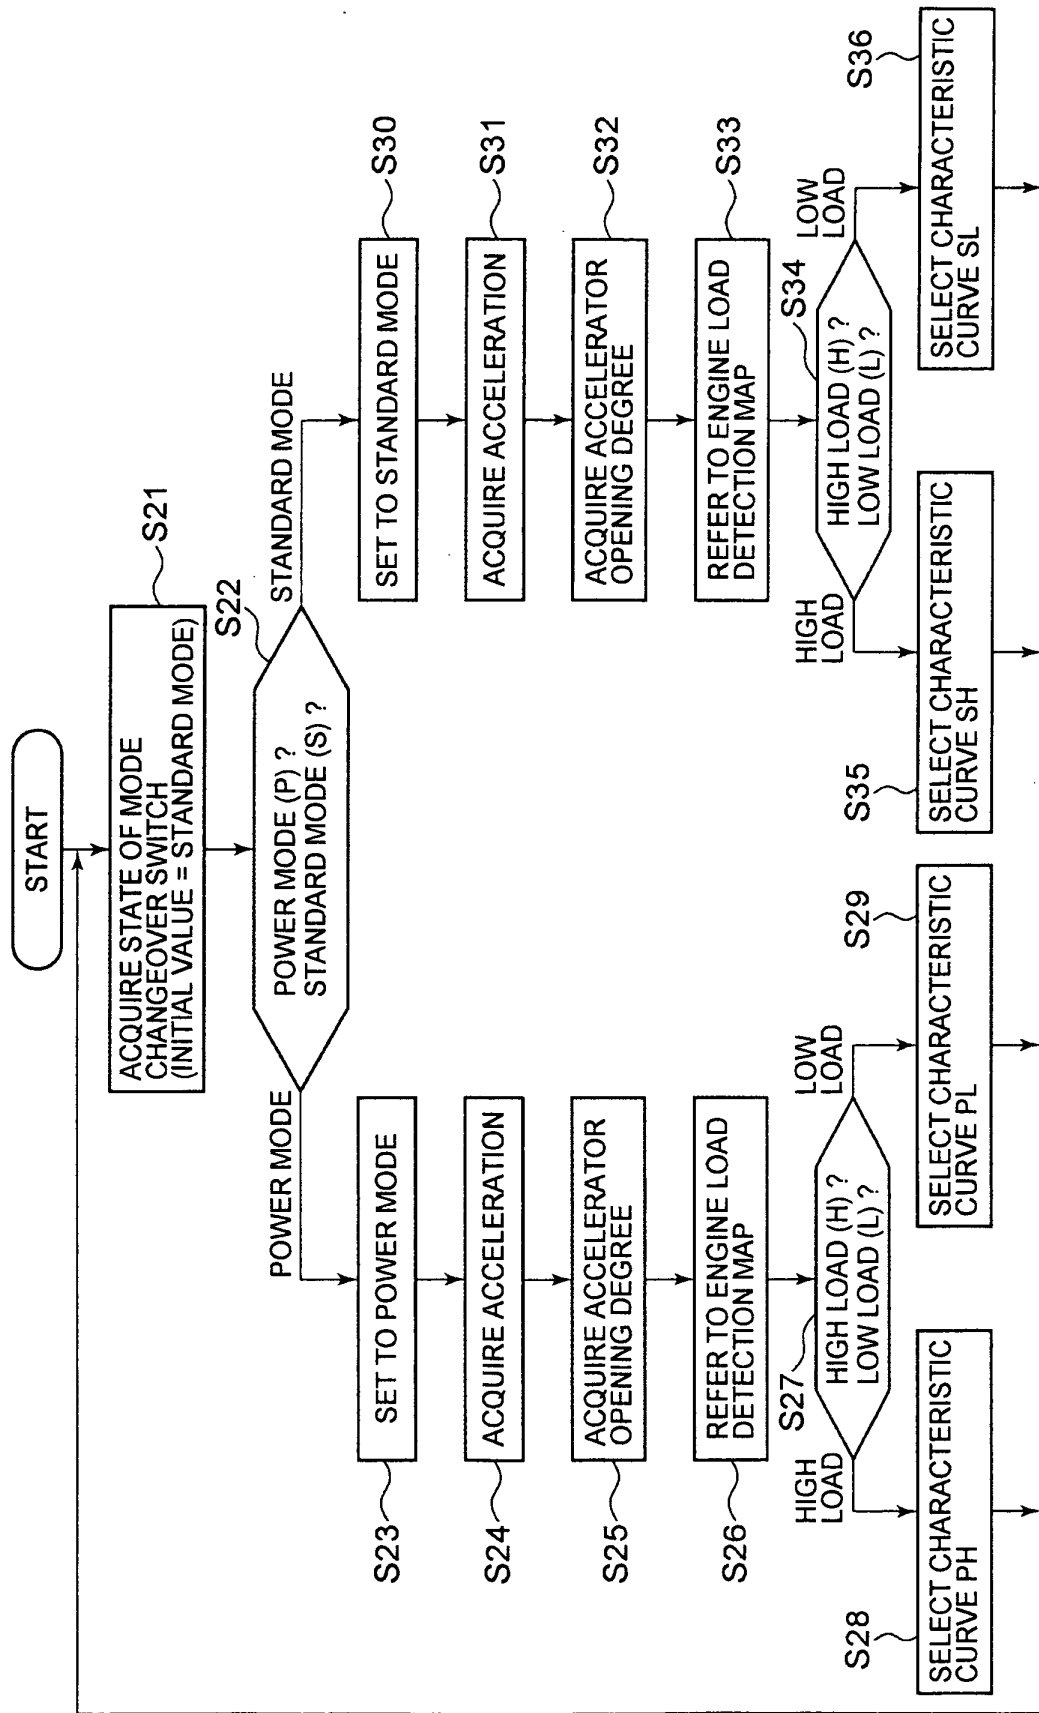 START
ACQUIRE STATE OF MODE
CHANGEOVER SWITCH
(INITIAL VALUE = STANDARD MODE)
S21
POWER MODE (P) ?
STANDARD MODE (S) ?
S22
POWER MODE
STANDARD MODE
S23
SET TO POWER MODE
SET TO STANDARD MODE
S30
S24
ACQUIRE ACCELERATION
ACQUIRE ACCELERATION
S31
S25
ACQUIRE ACCELERATOR
OPENING DEGREE
ACQUIRE ACCELERATOR
OPENING DEGREE
S32
S26
REFER TO ENGINE LOAD
DETECTION MAP
REFER TO ENGINE LOAD
DETECTION MAP
S33
HIGH
LOAD
S27
HIGH LOAD (H) ?
LOW LOAD (L) ?
LOW
LOAD
HIGH
LOAD
HIGH LOAD (H) ?
LOW LOAD (L) ?
S34
LOW
LOAD
S28
SELECT CHARACTERISTIC
CURVE PH
S29
SELECT CHARACTERISTIC
CURVE PL
S35
SELECT CHARACTERISTIC
CURVE SH
S36
SELECT CHARACTERISTIC
CURVE SL